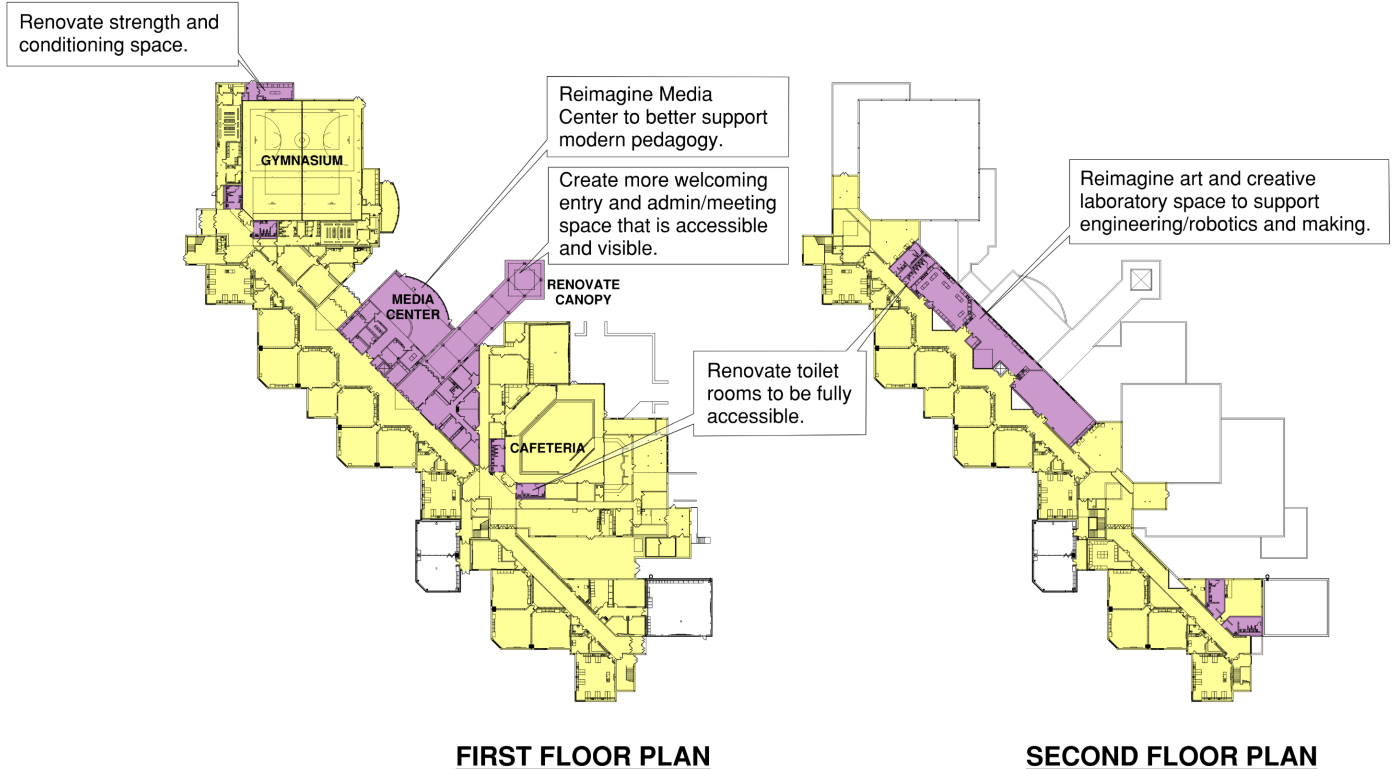 Renovate strength and
conditioning space.
Reimagine Media
Center to better support
modern pedagogy.
Create more welcoming
entry and admin/meeting
space that is accessible
and visible.
Reimagine art and creative
laboratory space to support
engineering/robotics and making.
GYMNASIUM
MEDIA
CENTER
RENOVATE
CANOPY
Renovate toilet
rooms to be fully
accessible.
CAFETERIA
FIRST FLOOR PLAN
SECOND FLOOR PLAN